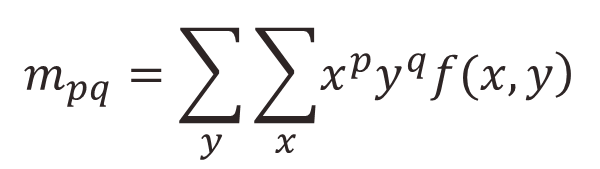 m_{pq} = \sum_{y} \sum_{x} x^p y^q f(x, y)